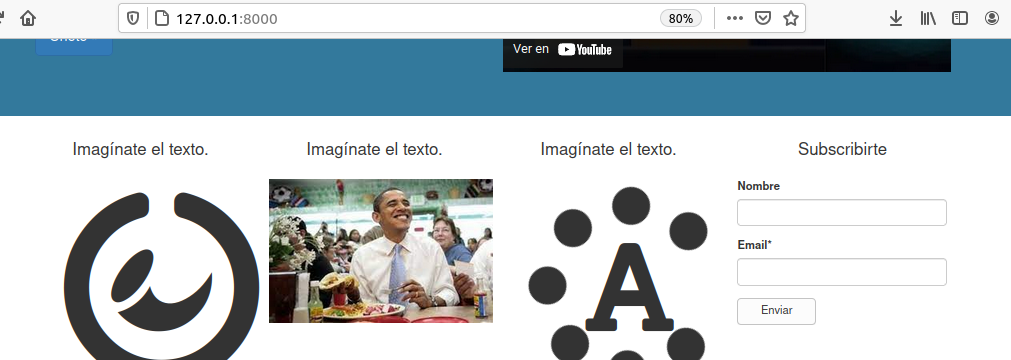 127.0.0.1:8000
80%
Únete
Ver en YouTube
Imagínate el texto.
Imagínate el texto.
Imagínate el texto.
Subscribirte
Nombre
Email*
Enviar
A